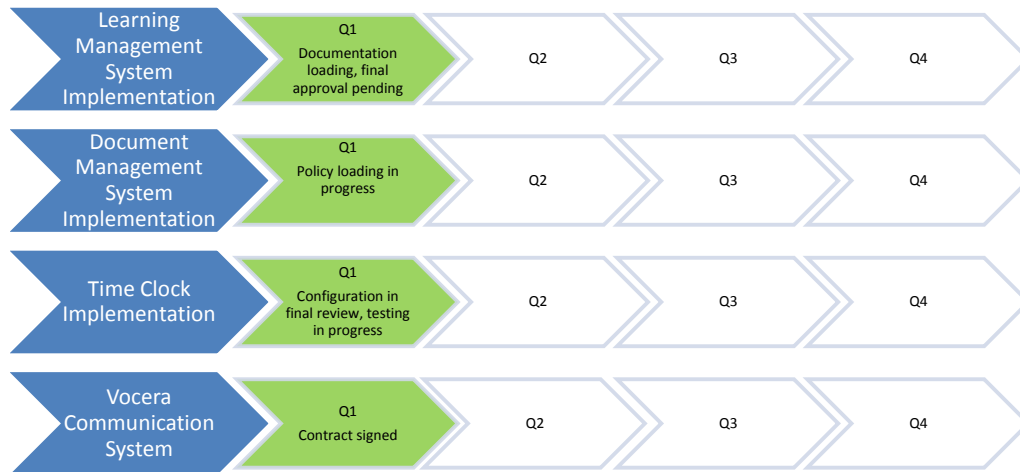 Learning
Management
System
Implementation
Q1
Documentation
loading, final
approval pending
Q2
Q3
Q4
Document
Management
System
Implementation
Q1
Policy loading in
progress
Q2
Q3
Q4
Time Clock
Implementation
Q1
Configuration in
final review, testing
in progress
Q2
Q3
Q4
Vocera
Communication
System
Q1
Contract signed
Q2
Q3
Q4